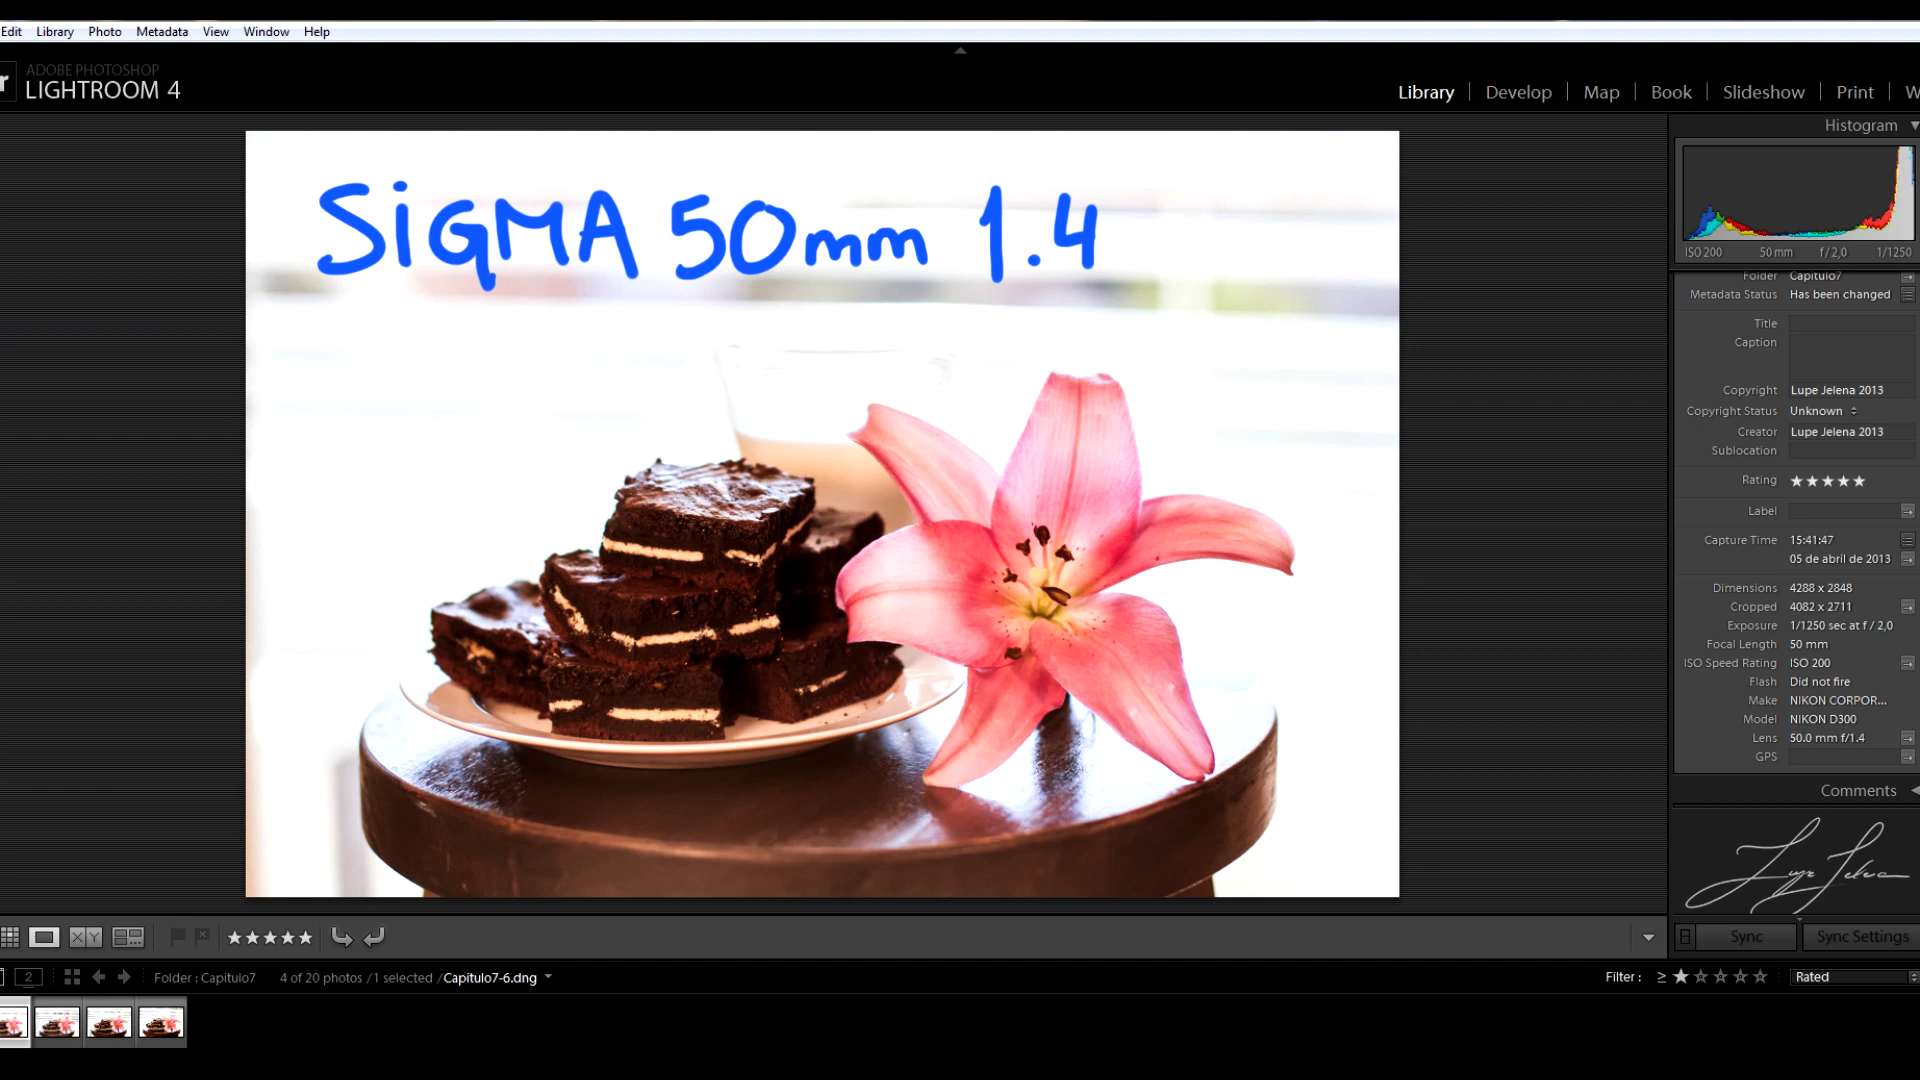 Edit Library Photo Metadata View Window Help
ADOBE PHOTOSHOP
LIGHTROOM 4
Library | Develop | Map | Book | Slideshow | Print | W
Histogram
SiGMA 50mm 1.4
ISO 200 50 mm f / 2,0 1/1250
Folder Capítulo7
Metadata Status Has been changed
Title
Caption
Copyright Lupe Jelena 2013
Copyright Status Unknown
Creator Lupe Jelena 2013
Sublocation
Rating ★★★★★
Label
Capture Time 15:41:47
05 de abril de 2013
Dimensions 4288 x 2848
Cropped 4082 x 2711
Exposure 1/1250 sec at f / 2,0
Focal Length 50 mm
ISO Speed Rating ISO 200
Flash Did not fire
Make NIKON CORPOR...
Model NIKON D300
Lens 50.0 mm f/1.4
GPS
Comments
Lupe Jelena
XY
Sync Sync Settings
2 Folder : Capítulo7 4 of 20 photos / 1 selected / Capítulo7-6.dng
Filter : ≥ Rated